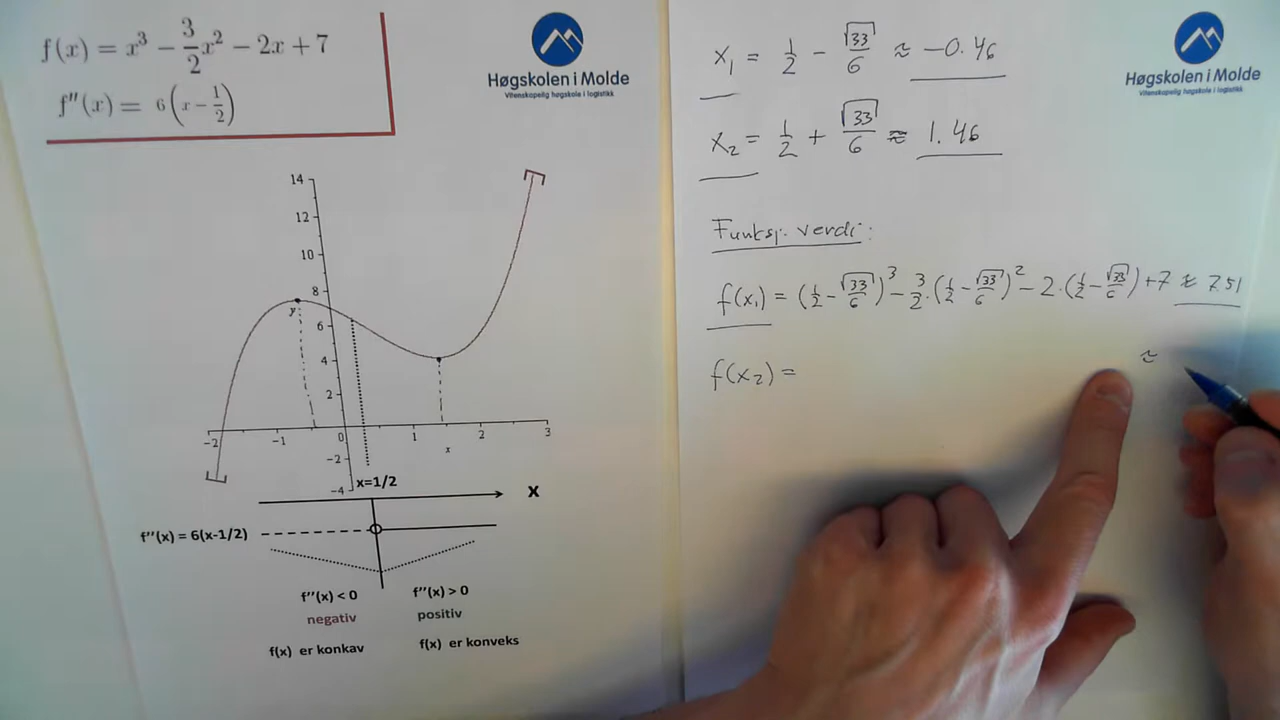 f(x) = x³ − 3/2 x² − 2x + 7
f''(x) = 6(x − 1/2)
Høgskolen i Molde
Vitenskapelig høgskole i logistikk
14
12
10
8
y
6
4
2
-2
-1
0
1
2
3
x
-2
-4
x=1/2
x
f''(x) = 6(x-1/2)
f''(x) < 0
f''(x) > 0
negativ
positiv
f(x) er konkav
f(x) er konveks
x₁ = 1/2 − √33/6 ≈ −0.46
Høgskolen i Molde
Vitenskapelig høgskole i logistikk
x₂ = 1/2 + √33/6 ≈ 1.46
Funksj. verdi:
f(x₁) = (1/2 − √33/6)³ − 3/2·(1/2 − √33/6)² − 2·(1/2 − √33/6) + 7 ≈ 7.51
f(x₂) = ≈